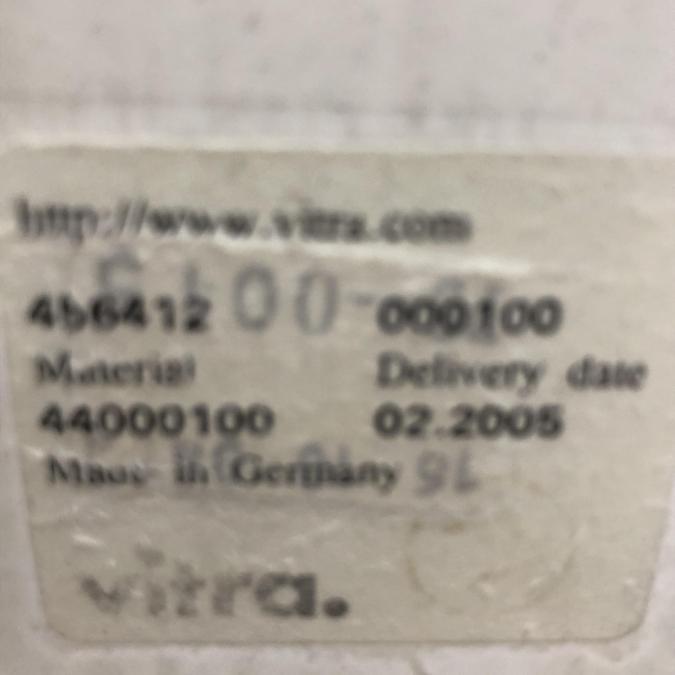 http://www.vitra.com
456412 000100
Material Delivery date
44000100 02.2005
Made in Germany
vitra.